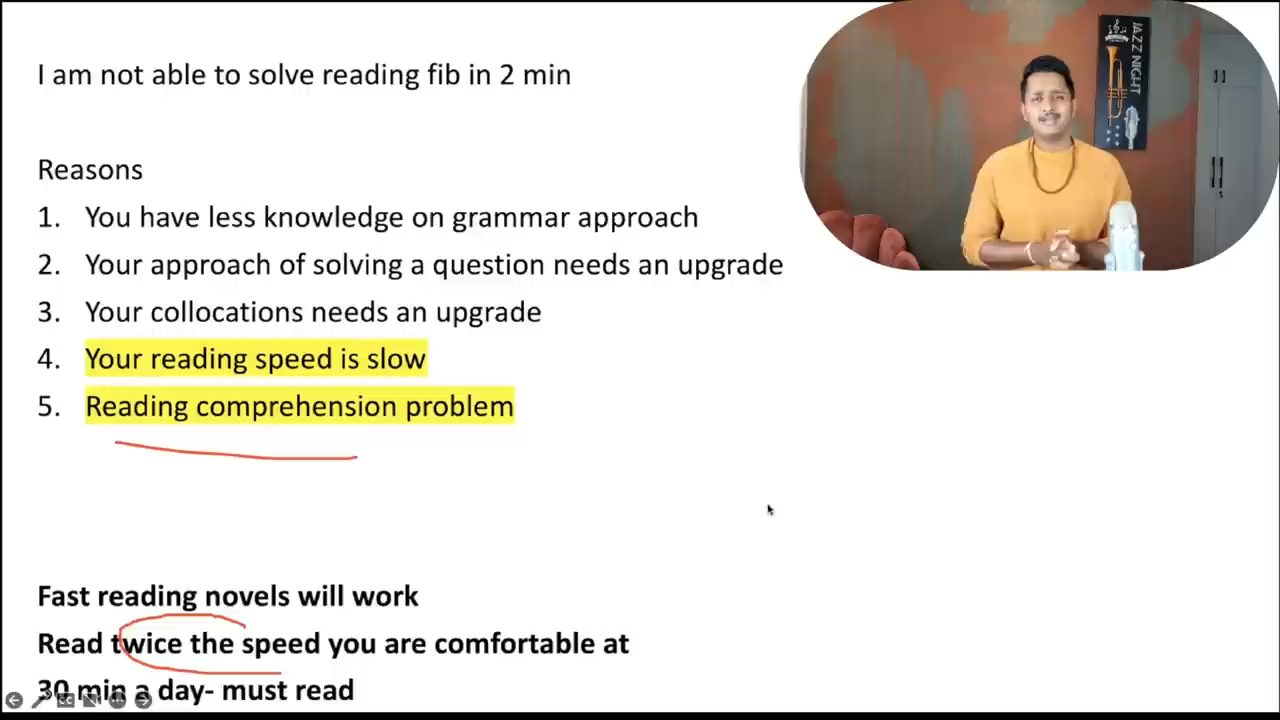 I am not able to solve reading fib in 2 min
JAZZ NIGHT
Reasons
1. You have less knowledge on grammar approach
2. Your approach of solving a question needs an upgrade
3. Your collocations needs an upgrade
4. Your reading speed is slow
5. Reading comprehension problem
Fast reading novels will work
Read twice the speed you are comfortable at
30 min a day- must read